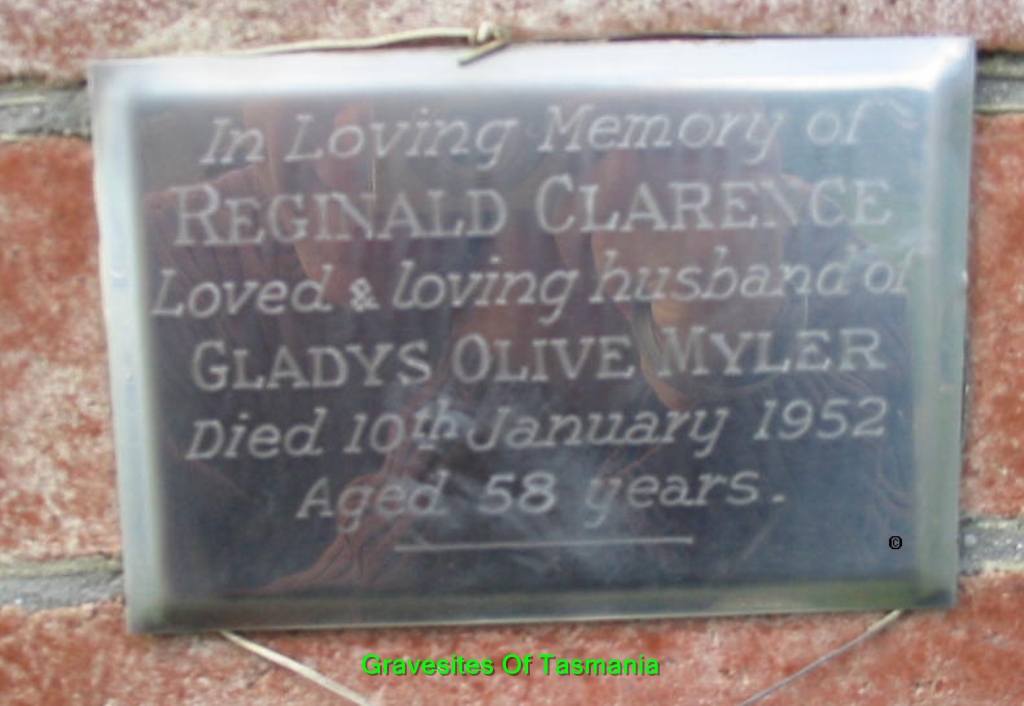 In Loving Memory of
REGINALD CLARENCE
Loved & loving husband of
GLADYS OLIVE MYLER
Died 10th January 1952
Aged 58 years.
©
Gravesites Of Tasmania